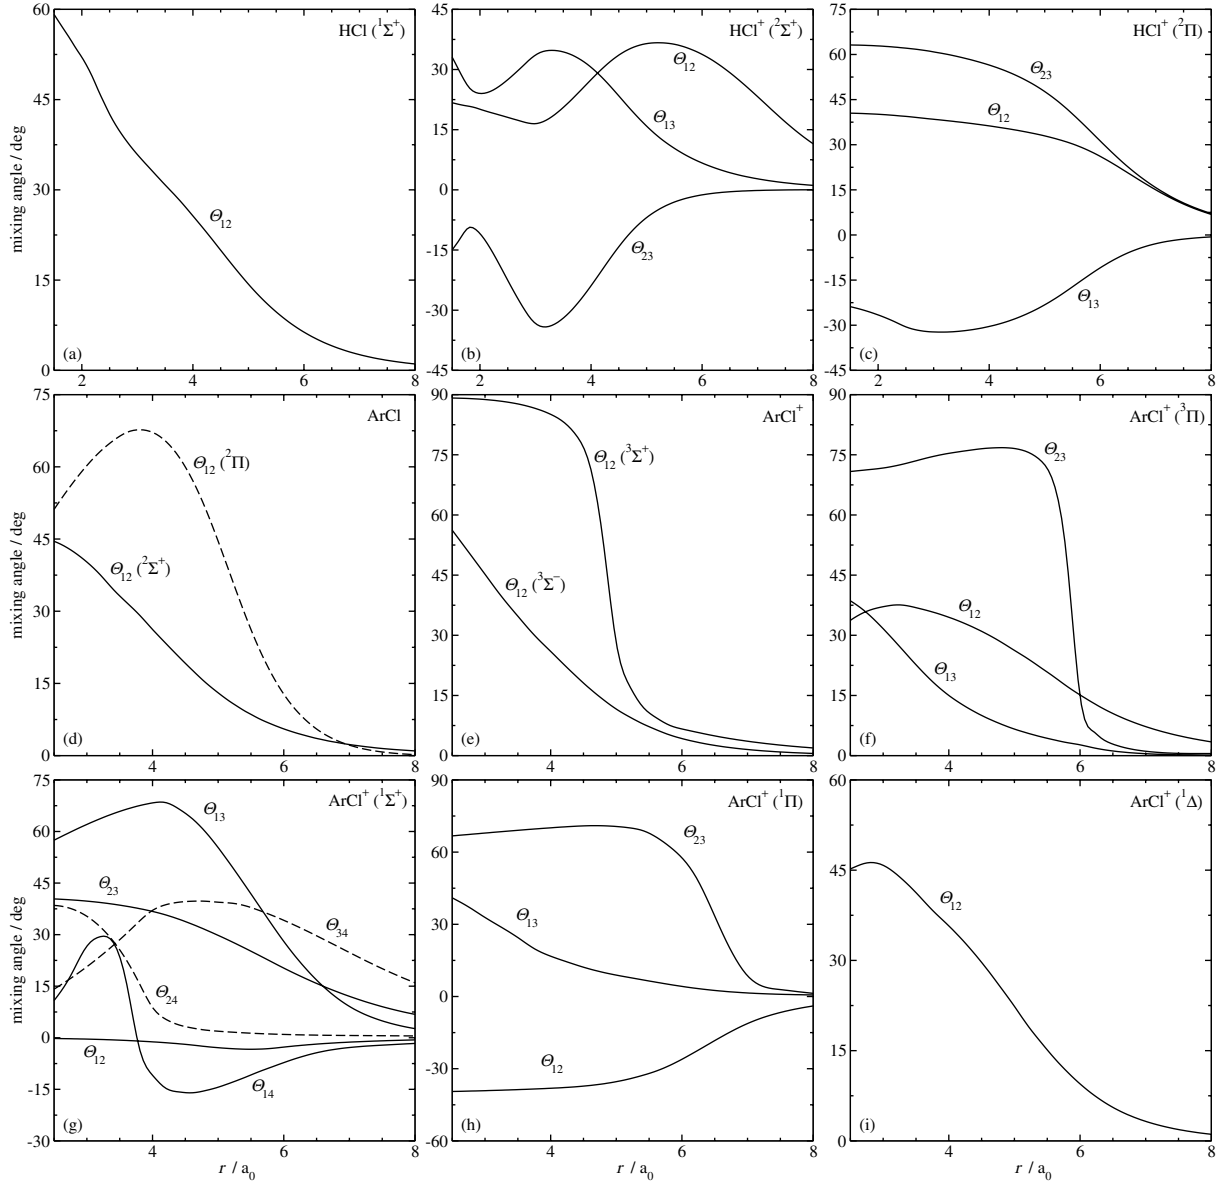 HCl (¹Σ⁺)
HCl⁺ (²Σ⁺)
HCl⁺ (²Π)
mixing angle / deg
60
45
30
15
0
2
4
6
8
Θ₁₂
(a)
45
30
15
0
-15
-30
-45
2
4
6
8
Θ₁₂
Θ₁₃
Θ₂₃
(b)
75
60
45
30
15
0
-15
-30
-45
2
4
6
8
Θ₂₃
Θ₁₂
Θ₁₃
(c)
ArCl
ArCl⁺
ArCl⁺ (³Π)
mixing angle / deg
75
60
45
30
15
0
4
6
8
Θ₁₂ (²Π)
Θ₁₂ (²Σ⁺)
(d)
90
75
60
45
30
15
0
4
6
8
Θ₁₂ (³Σ⁺)
Θ₁₂ (³Σ⁻)
(e)
75
60
45
30
15
0
4
6
8
Θ₂₃
Θ₁₂
Θ₁₃
(f)
ArCl⁺ (¹Σ⁺)
ArCl⁺ (¹Π)
ArCl⁺ (¹Δ)
mixing angle / deg
75
60
45
30
15
0
-15
-30
4
6
8
r / a₀
Θ₁₃
Θ₂₃
Θ₃₄
Θ₂₄
Θ₁₂
Θ₁₄
(g)
90
60
30
0
-30
-60
4
6
8
r / a₀
Θ₂₃
Θ₁₃
Θ₁₂
(h)
60
45
30
15
0
4
6
8
r / a₀
Θ₁₂
(i)